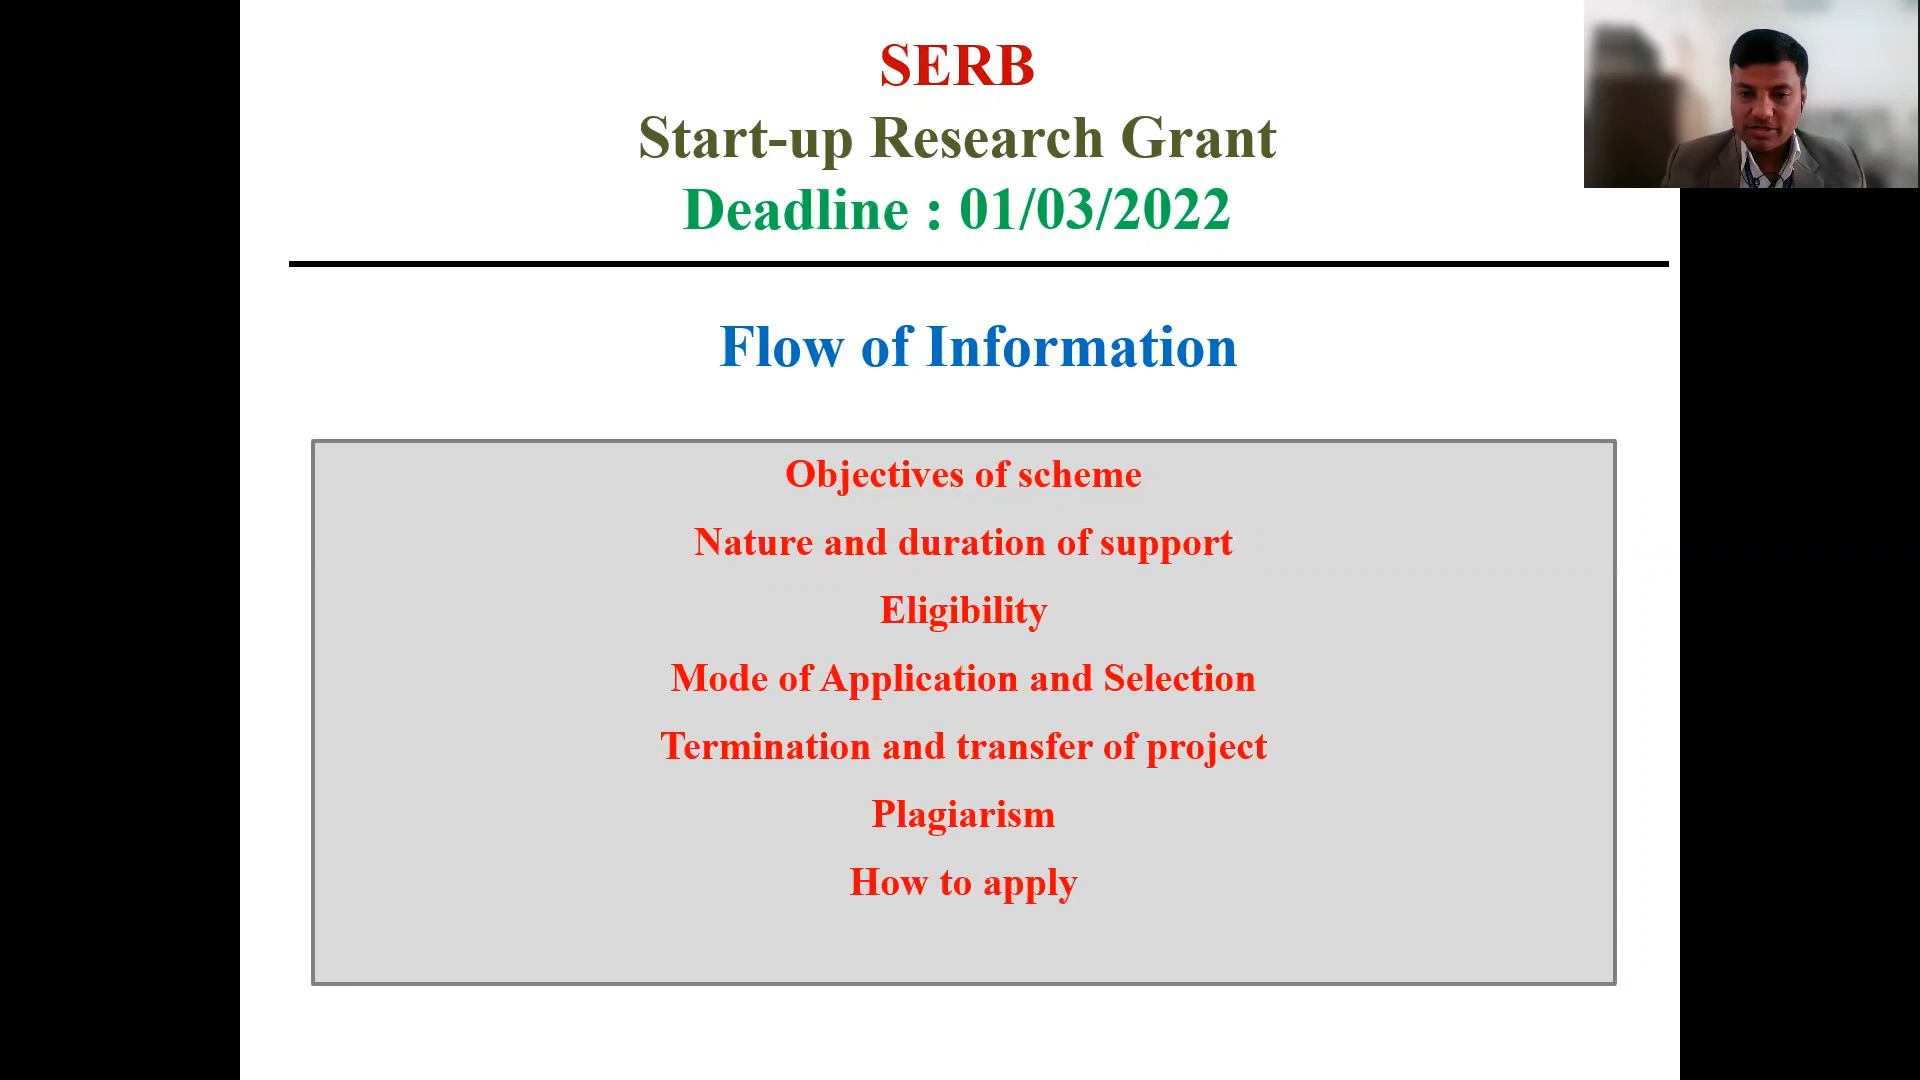 SERB
Start-up Research Grant
Deadline : 01/03/2022
Flow of Information
Objectives of scheme
Nature and duration of support
Eligibility
Mode of Application and Selection
Termination and transfer of project
Plagiarism
How to apply